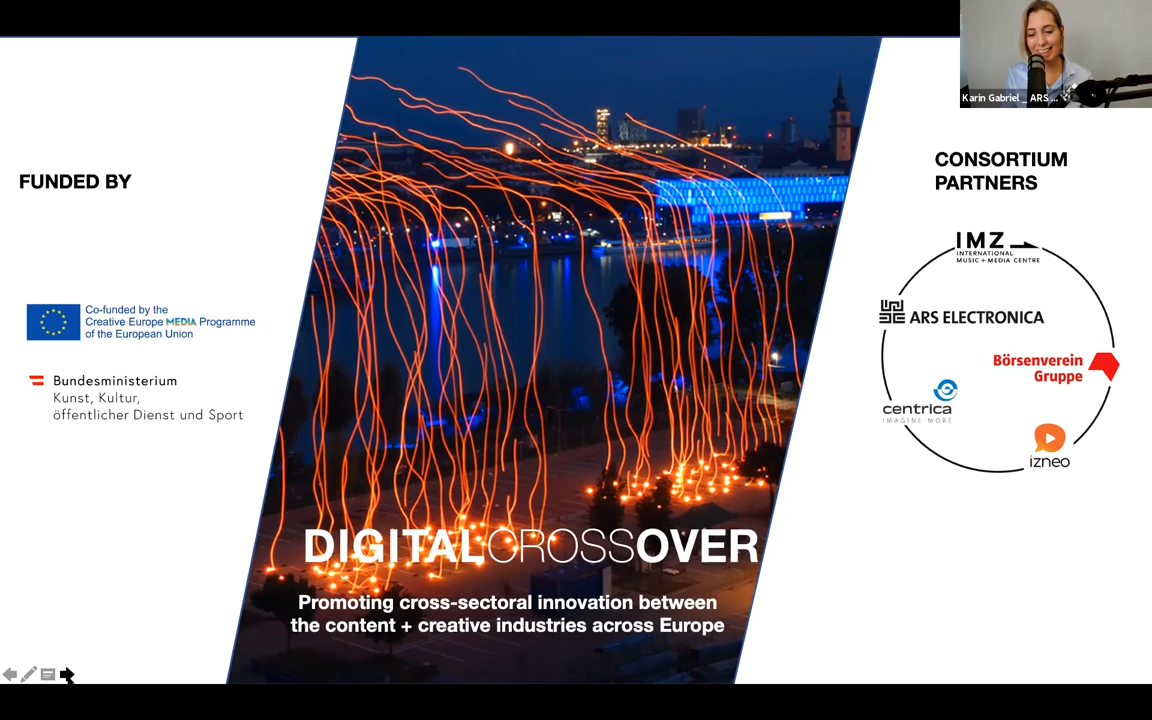 Karin Gabriel _ ARS ...
FUNDED BY
Co-funded by the
Creative Europe MEDIA Programme
of the European Union
Bundesministerium
Kunst, Kultur,
öffentlicher Dienst und Sport
DIGITALCROSSOVER
Promoting cross-sectoral innovation between
the content + creative industries across Europe
CONSORTIUM
PARTNERS
IMZ
INTERNATIONAL
MUSIC + MEDIA CENTRE
ARS ELECTRONICA
Börsenverein
Gruppe
centrica
IMAGINE MORE
izneo